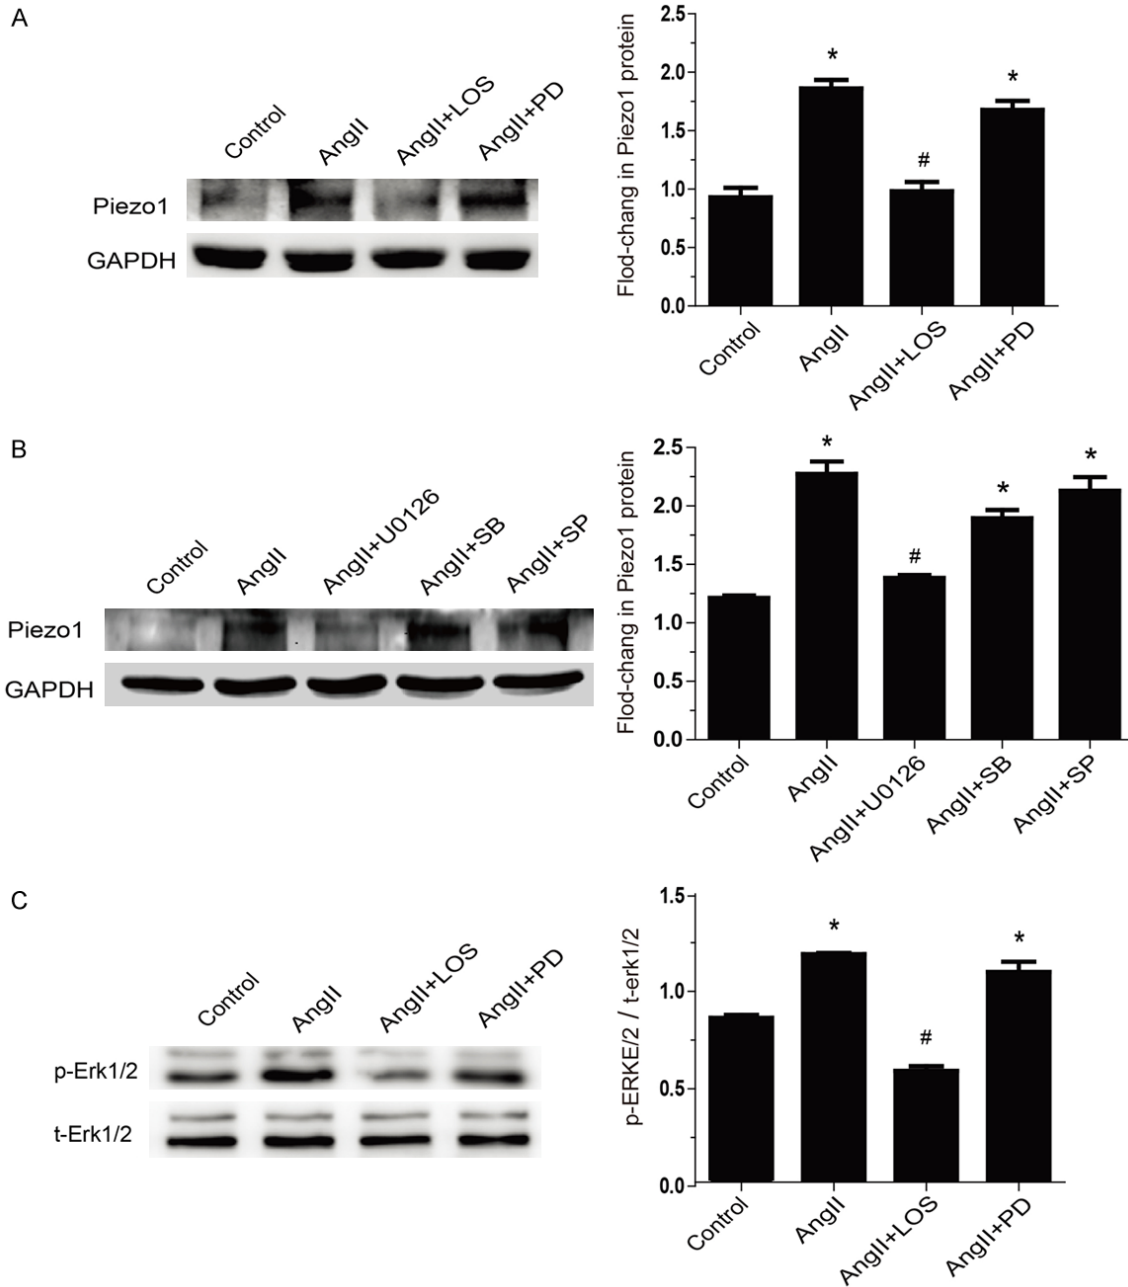 A
Control
AngII
AngII+LOS
AngII+PD
Piezo1
GAPDH
Flod-chang in Piezo1 protein
2.5
2.0
1.5
1.0
0.5
0.0
*
#
*
Control
AngII
AngII+LOS
AngII+PD
B
Control
AngII
AngII+U0126
AngII+SB
AngII+SP
Piezo1
GAPDH
Flod-chang in Piezo1 protein
2.5
2.0
1.5
1.0
0.5
0.0
*
#
*
*
Control
AngII
AngII+U0126
AngII+SB
AngII+SP
C
Control
AngII
AngII+LOS
AngII+PD
p-Erk1/2
t-Erk1/2
p-ERKE/2 / t-erk1/2
1.5
1.0
0.5
0.0
*
#
*
Control
AngII
AngII+LOS
AngII+PD